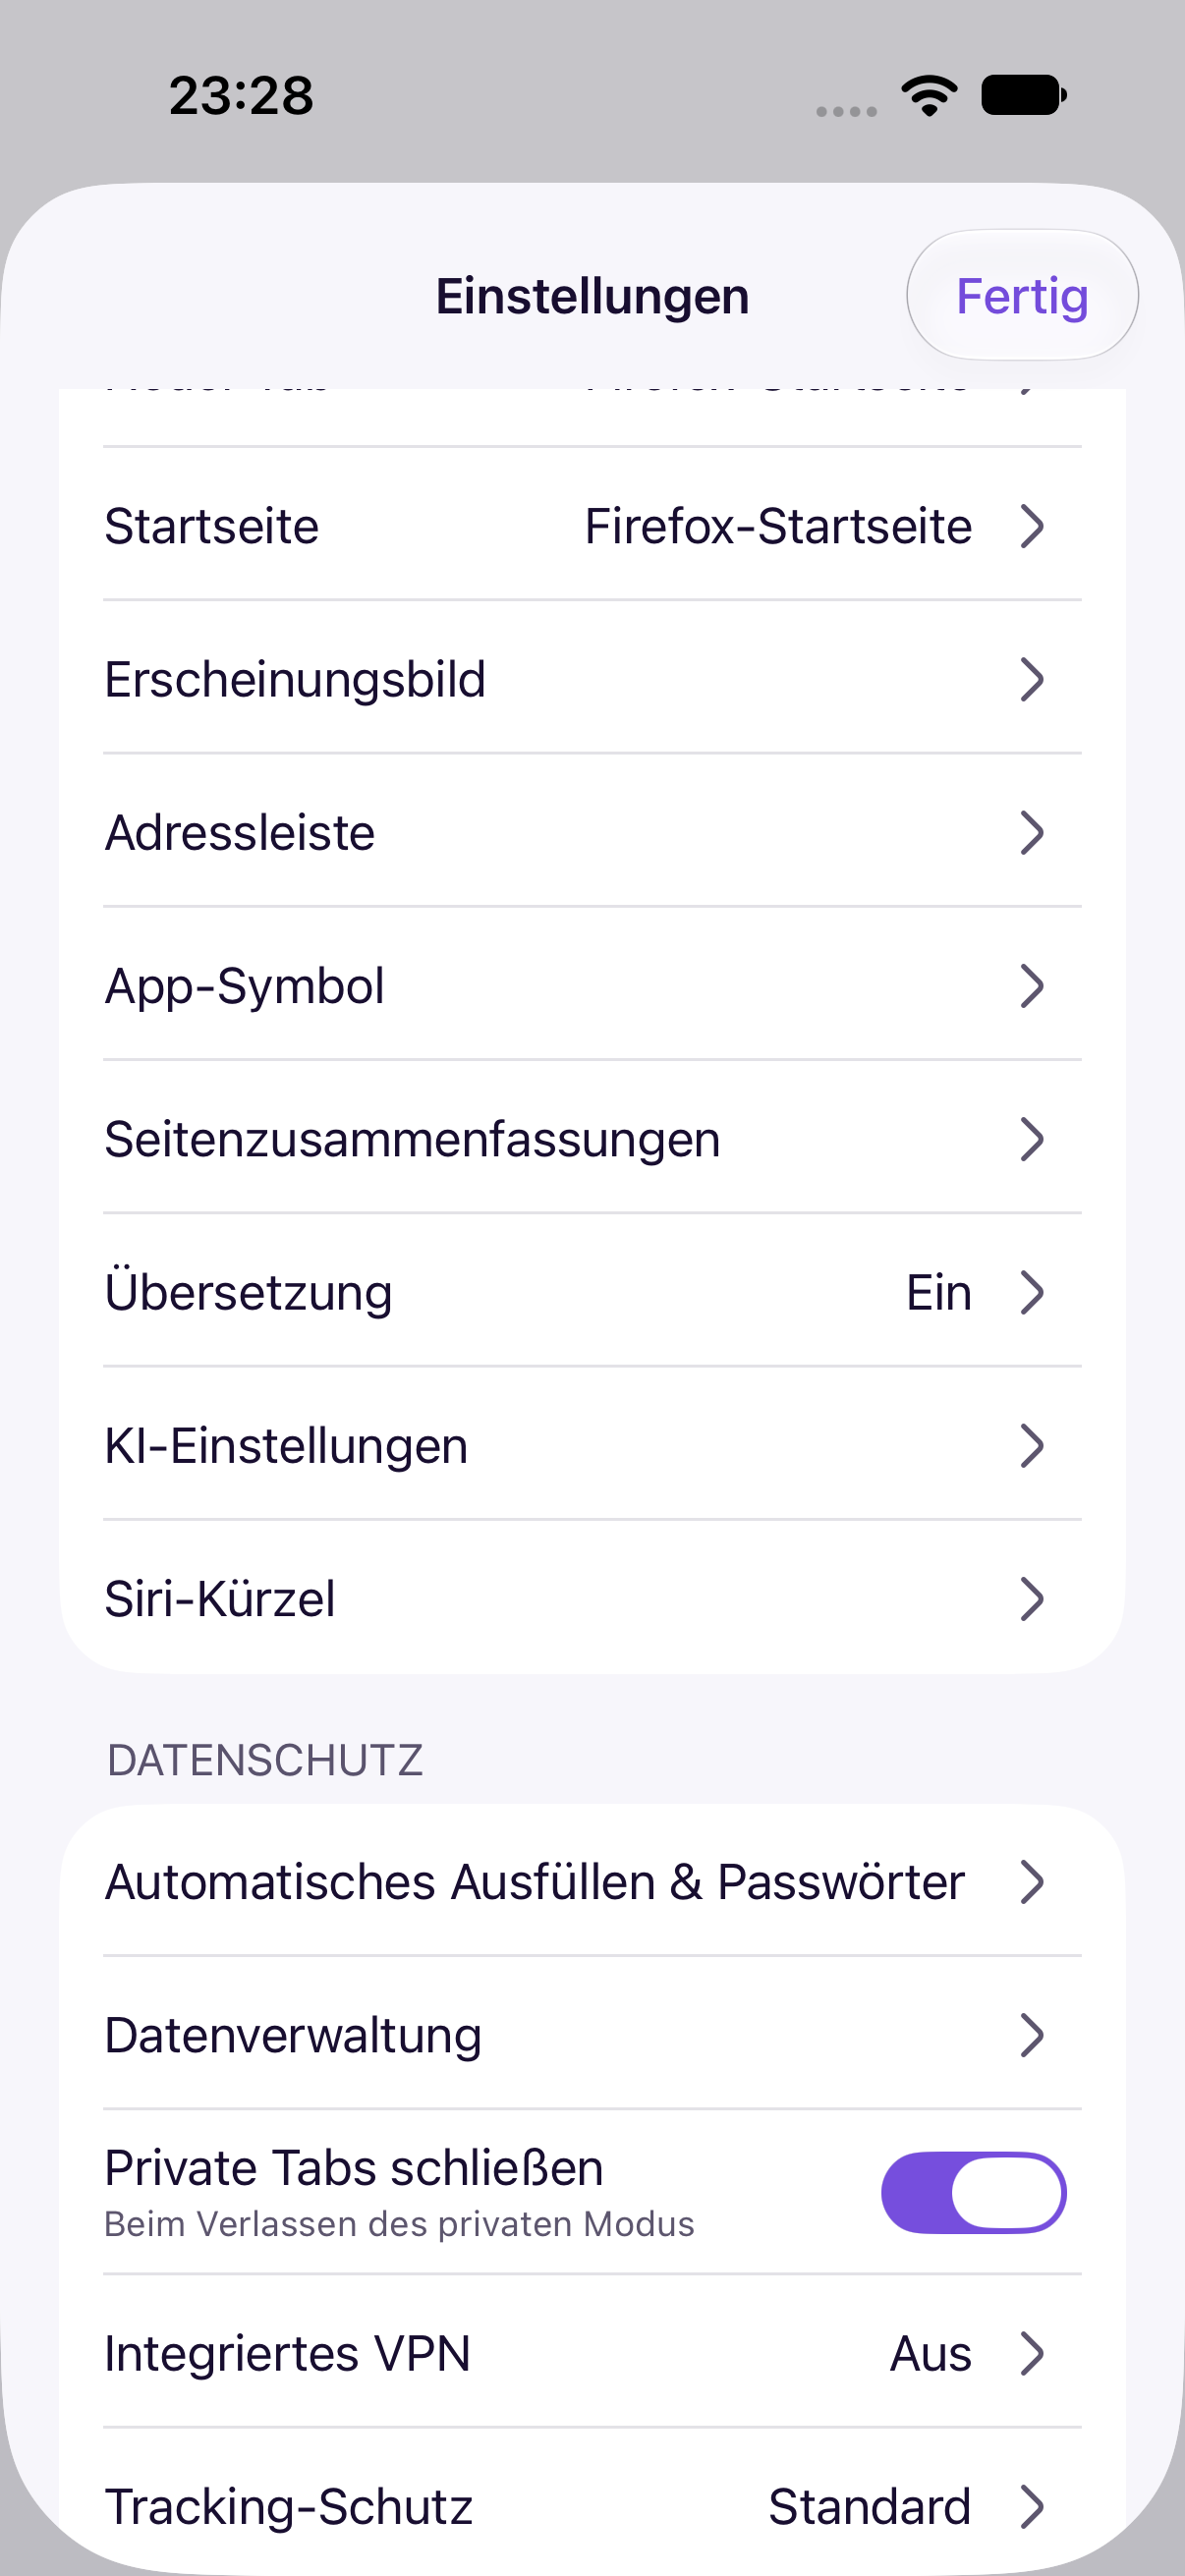 23:28
Einstellungen
Fertig
Startseite Firefox-Startseite
Erscheinungsbild
Adressleiste
App-Symbol
Seitenzusammenfassungen
Übersetzung Ein
KI-Einstellungen
Siri-Kürzel
DATENSCHUTZ
Automatisches Ausfüllen & Passwörter
Datenverwaltung
Private Tabs schließen
Beim Verlassen des privaten Modus
Integriertes VPN Aus
Tracking-Schutz Standard